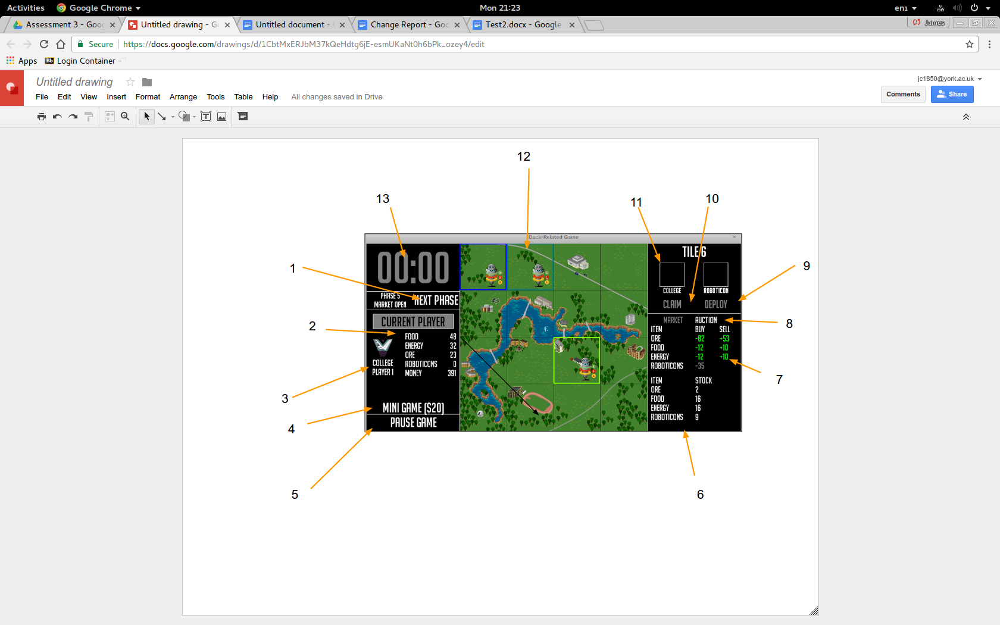 Activities Google Chrome Mon 21:23 en1
Assessment 3 - Goog Untitled drawing - Go Untitled document - Change Report - Goo Test2.docx - Google James
Secure https://docs.google.com/drawings/d/1CbtMxERJbM37kQeHdtg6jE-esmUKaNt0h6bPk_ozey4/edit
Apps Bb Login Container -
Untitled drawing jc1850@york.ac.uk
File Edit View Insert Format Arrange Tools Table Help All changes saved in Drive Comments Share
12
13
11
10
Duck-Related Game
00:00
TILE 6
COLLEGE ROBOTICON
CLAIM DEPLOY
1
9
PHASE 5
MARKET OPEN
NEXT PHASE
CURRENT PLAYER
2
8
MARKET AUCTION
ITEM BUY SELL
ORE -82 +53
FOOD -12 +10
ENERGY -12 +10
ROBOTICONS -35
FOOD 48
ENERGY 32
ORE 23
ROBOTICONS 0
MONEY 391
COLLEGE
PLAYER 1
7
3
ITEM STOCK
ORE 2
FOOD 16
ENERGY 16
ROBOTICONS 9
MINI GAME ($20)
PAUSE GAME
4
5
6